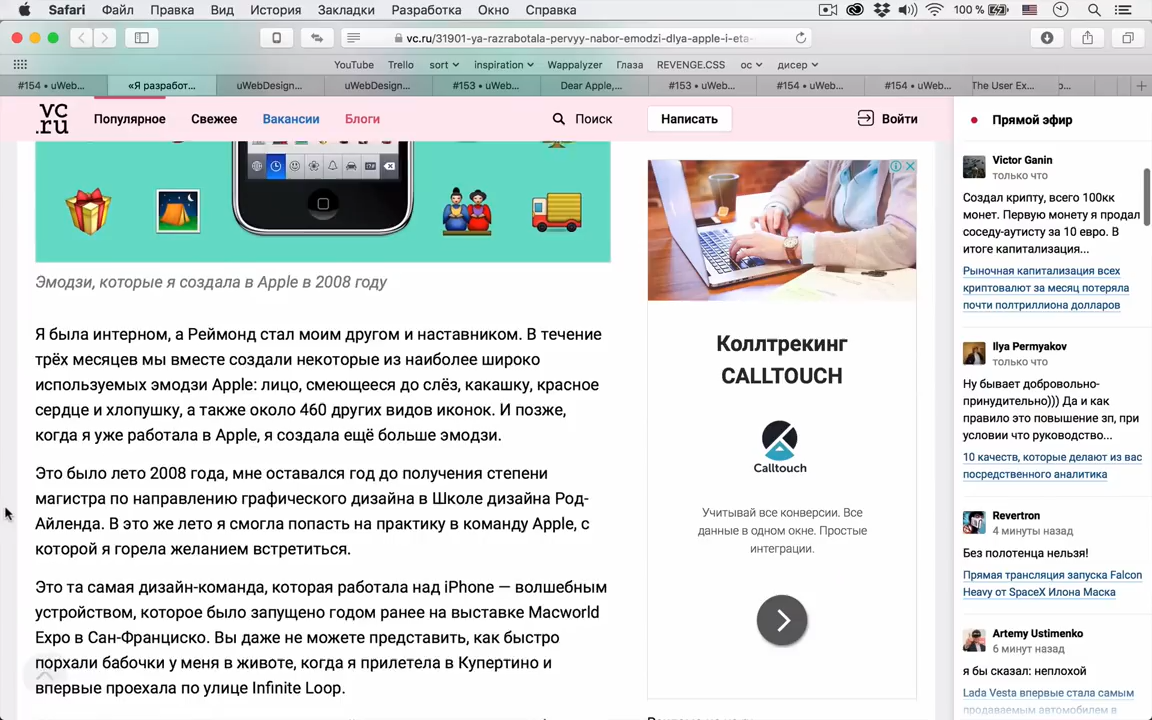 Safari Файл Правка Вид История Закладки Разработка Окно Справка 100 %
vc.ru/31901-ya-razrabotala-pervyy-nabor-emodzi-dlya-apple-i-eta-
YouTube Trello sort inspiration Wappalyzer Глаза REVENGE.CSS ос дисер
#154 • uWeb... «Я разработ... uWebDesign... uWebDesign... #153 • uWeb... Dear Apple,... #153 • uWeb... #154 • uWeb... #154 • uWeb... The User Ex...
vc.ru Популярное Свежее Вакансии Блоги Поиск Написать Войти
Эмодзи, которые я создала в Apple в 2008 году
Я была интерном, а Реймонд стал моим другом и наставником. В течение
трёх месяцев мы вместе создали некоторые из наиболее широко
используемых эмодзи Apple: лицо, смеющееся до слёз, какашку, красное
сердце и хлопушку, а также около 460 других видов иконок. И позже,
когда я уже работала в Apple, я создала ещё больше эмодзи.
Это было лето 2008 года, мне оставался год до получения степени
магистра по направлению графического дизайна в Школе дизайна Род-
Айленда. В это же лето я смогла попасть на практику в команду Apple, с
которой я горела желанием встретиться.
Это та самая дизайн-команда, которая работала над iPhone — волшебным
устройством, которое было запущено годом ранее на выставке Macworld
Expo в Сан-Франциско. Вы даже не можете представить, как быстро
порхали бабочки у меня в животе, когда я прилетела в Купертино и
впервые проехала по улице Infinite Loop.
Коллтрекинг
CALLTOUCH
Calltouch
Учитывай все конверсии. Все
данные в одном окне. Простые
интеграции.
Прямой эфир
Victor Ganin
только что
Создал крипту, всего 100кк
монет. Первую монету я продал
соседу-аутисту за 10 евро. В
итоге капитализация...
Рыночная капитализация всех
криптовалют за месяц потеряла
почти полтриллиона долларов
Ilya Permyakov
только что
Ну бывает добровольно-
принудительно))) Да и как
правило это повышение зп, при
условии что руководство...
10 качеств, которые делают из вас
посредственного аналитика
Revertron
4 минуты назад
Без полотенца нельзя!
Прямая трансляция запуска Falcon
Heavy от SpaceX Илона Маска
Artemy Ustimenko
6 минут назад
я бы сказал: неплохой
Lada Vesta впервые стала самым
продаваемым автомобилем в